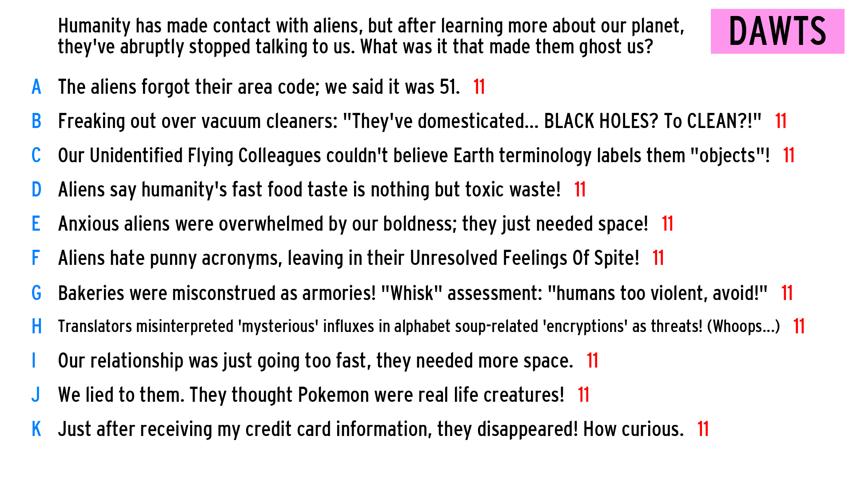 Humanity has made contact with aliens, but after learning more about our planet,
they've abruptly stopped talking to us. What was it that made them ghost us?
DAWTS
A The aliens forgot their area code; we said it was 51. 11
B Freaking out over vacuum cleaners: "They've domesticated... BLACK HOLES? To CLEAN?!" 11
C Our Unidentified Flying Colleagues couldn't believe Earth terminology labels them "objects"! 11
D Aliens say humanity's fast food taste is nothing but toxic waste! 11
E Anxious aliens were overwhelmed by our boldness; they just needed space! 11
F Aliens hate punny acronyms, leaving in their Unresolved Feelings Of Spite! 11
G Bakeries were misconstrued as armories! "Whisk" assessment: "humans too violent, avoid!" 11
H Translators misinterpreted 'mysterious' influxes in alphabet soup-related 'encryptions' as threats! (Whoops...) 11
I Our relationship was just going too fast, they needed more space. 11
J We lied to them. They thought Pokemon were real life creatures! 11
K Just after receiving my credit card information, they disappeared! How curious. 11